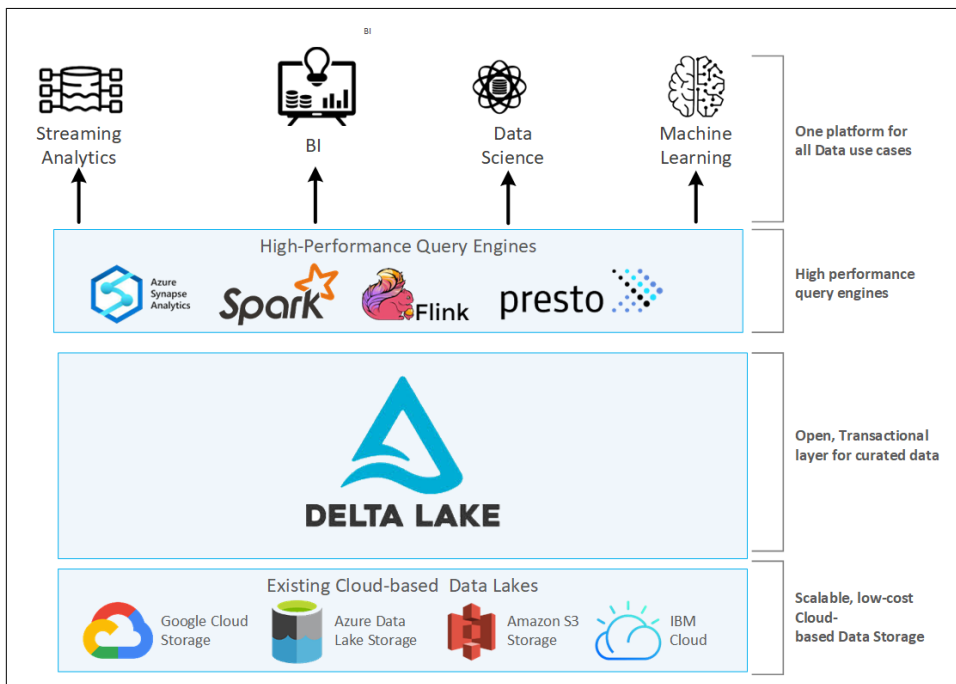 BI
Streaming
Analytics
BI
Data
Science
Machine
Learning
One platform for
all Data use cases
High-Performance Query Engines
Azure
Synapse
Analytics
Spark
Flink
presto
High performance
query engines
DELTA LAKE
Open, Transactional
layer for curated data
Existing Cloud-based Data Lakes
Google Cloud
Storage
Azure Data
Lake Storage
Amazon S3
Storage
IBM
Cloud
Scalable, low-cost
Cloud-
based Data Storage